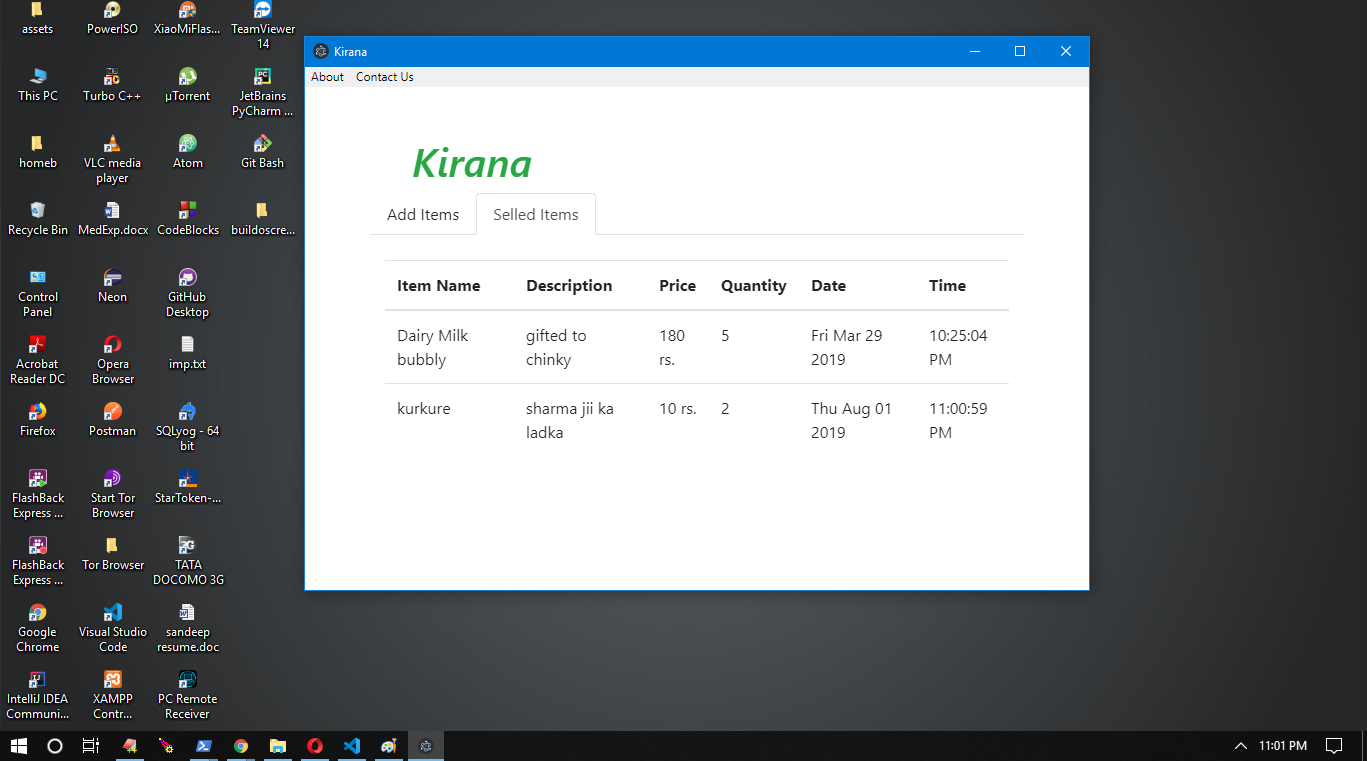 assets
PowerISO
XiaoMiFlas...
TeamViewer
14
This PC
Turbo C++
µTorrent
JetBrains
PyCharm ...
homeb
VLC media
player
Atom
Git Bash
Recycle Bin
MedExp.docx
CodeBlocks
buildoscre...
Control
Panel
Neon
GitHub
Desktop
Acrobat
Reader DC
Opera
Browser
imp.txt
Firefox
Postman
SQLyog - 64
bit
FlashBack
Express ...
Start Tor
Browser
StarToken-...
FlashBack
Express ...
Tor Browser
3G
TATA
DOCOMO 3G
Google
Chrome
Visual Studio
Code
sandeep
resume.doc
IntelliJ IDEA
Communi...
XAMPP
Contr...
PC Remote
Receiver
Kirana
About Contact Us
Kirana
Add Items Selled Items
Item Name Description Price Quantity Date Time
Dairy Milk gifted to 180 5 Fri Mar 29 10:25:04
bubbly chinky rs. 2019 PM
kurkure sharma jii ka 10 rs. 2 Thu Aug 01 11:00:59
ladka 2019 PM
11:01 PM